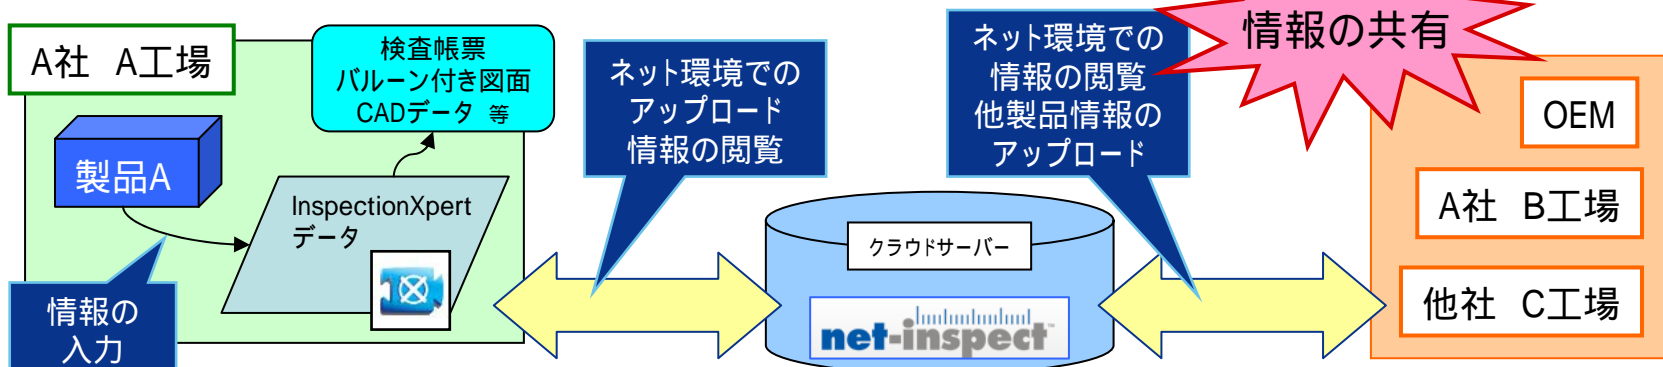 A社 A工場
検査帳票
バルーン付き図面
CADデータ 等
製品A
InspectionXpert
データ
情報の
入力
ネット環境での
アップロード
情報の閲覧
クラウドサーバー
net-inspect™
ネット環境での
情報の閲覧
他製品情報の
アップロード
情報の共有
OEM
A社 B工場
他社 C工場